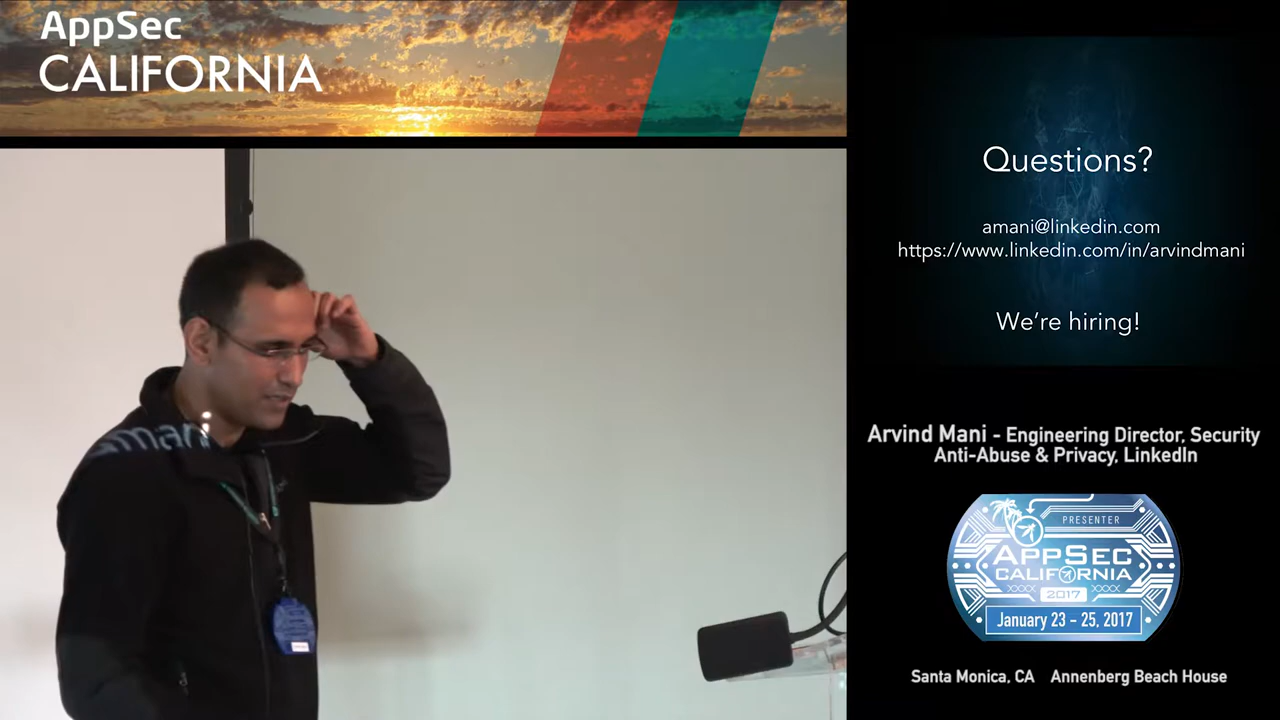 AppSec
CALIFORNIA
Questions?
amani@linkedin.com
https://www.linkedin.com/in/arvindmani
We're hiring!
Arvind Mani - Engineering Director, Security
Anti-Abuse & Privacy, LinkedIn
PRESENTER
APPSEC
CALIFORNIA
2017
January 23 - 25, 2017
Santa Monica, CA Annenberg Beach House
mani